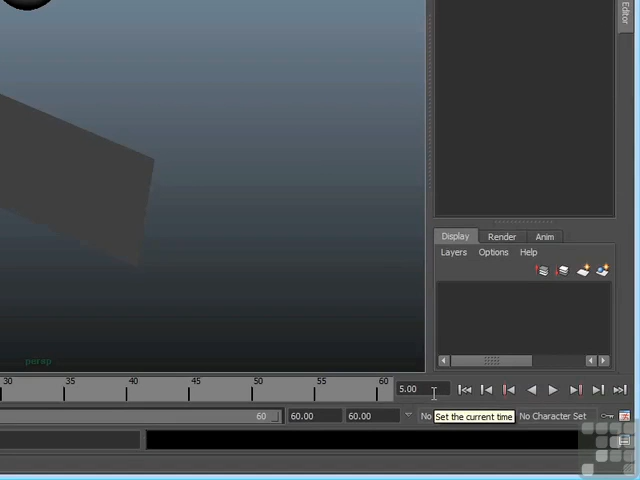 Editor
Display Render Anim
Layers Options Help
persp
30 35 40 45 50 55 60 5.00
60 60.00 60.00 No Set the current time No Character Set